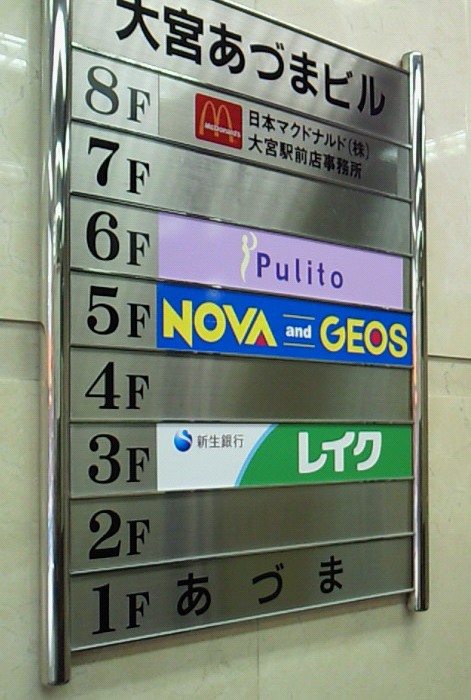 大宮あづまビル
8F McDonald's 日本マクドナルド(株)
大宮駅前店事務所
7F
6F Pulito
5F NOVA and GEOS
4F
3F 新生銀行 レイク
2F
1F あづま